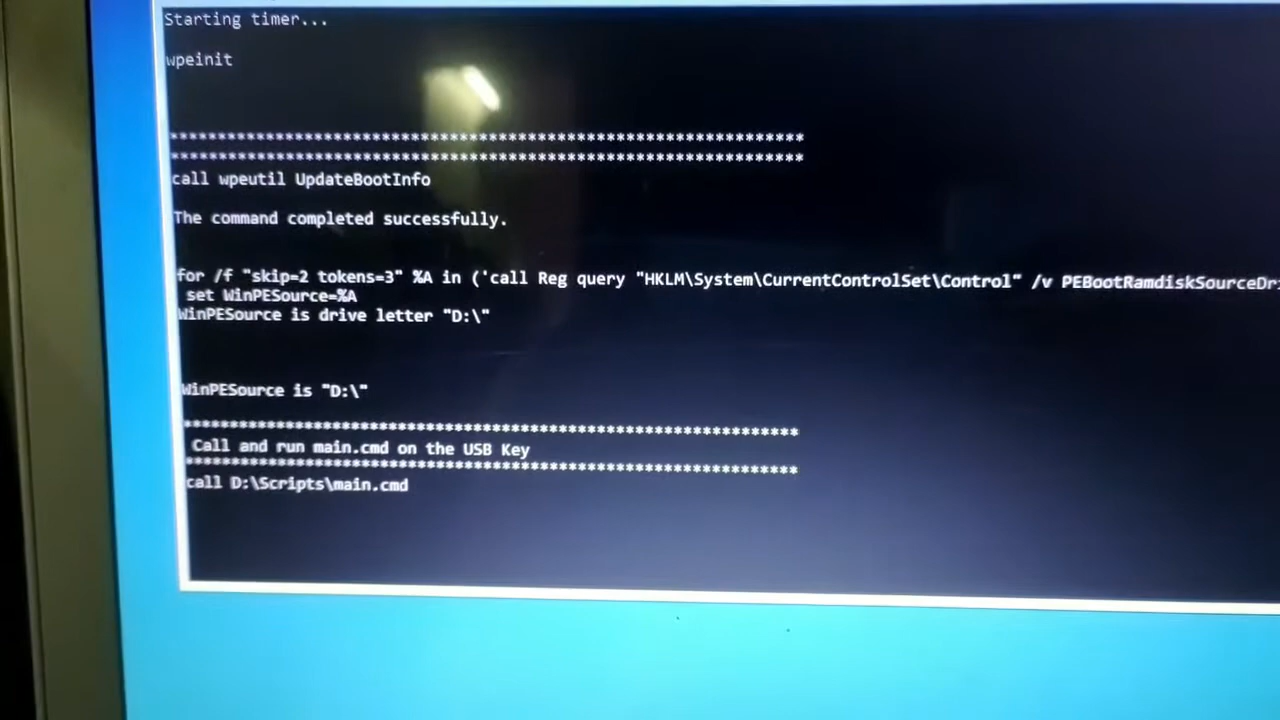 Starting timer...
wpeinit
*********************************************************************************
*********************************************************************************
call wpeutil UpdateBootInfo
The command completed successfully.
for /f "skip=2 tokens=3" %A in ('call Reg query "HKLM\System\CurrentControlSet\Control" /v PEBootRamdiskSourceDri
set WinPESource=%A
WinPESource is drive letter "D:\"
WinPESource is "D:\"
*********************************************************************************
Call and run main.cmd on the USB Key
*********************************************************************************
call D:\Scripts\main.cmd